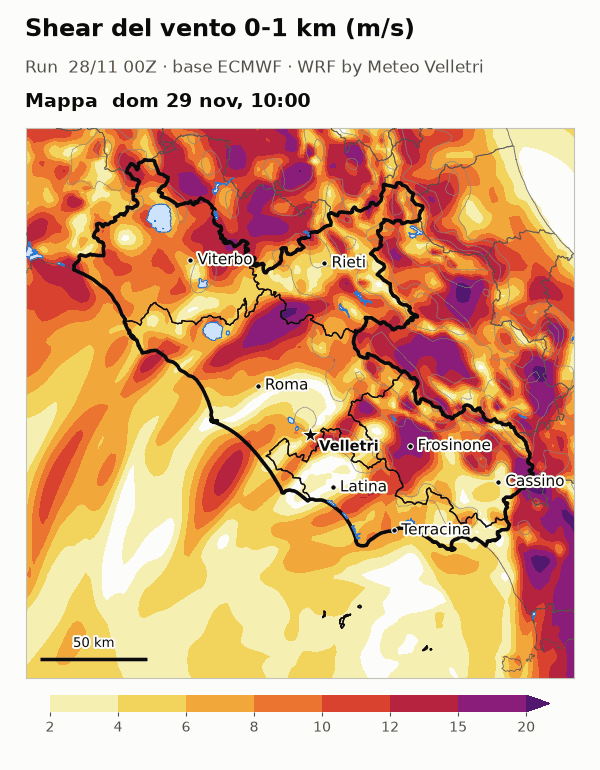 Shear del vento 0-1 km (m/s)
Run  28/11 00Z · base ECMWF · WRF by Meteo Velletri
Mappa  dom 29 nov, 10:00
Viterbo
Rieti
Roma
Velletri
Frosinone
Cassino
Latina
Terracina
50 km
2 4 6 8 10 12 15 20